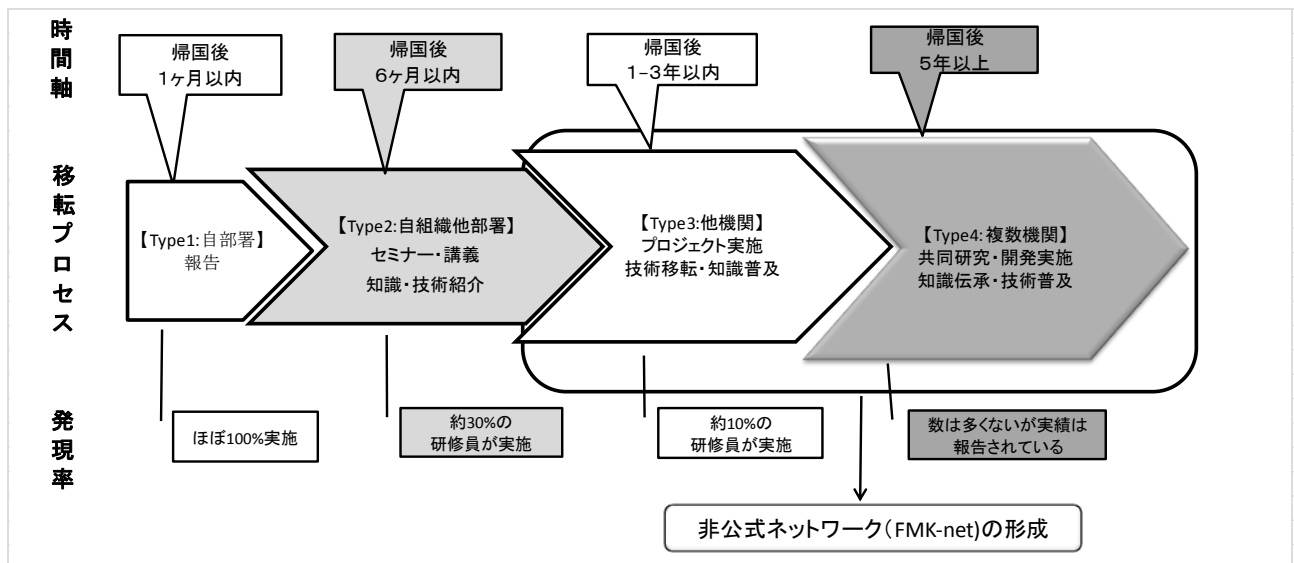 時間軸
帰国後
1ヶ月以内
帰国後
6ヶ月以内
帰国後
1-3年以内
帰国後
5年以上
移転プロセス
【Type1:自部署】
報告
【Type2:自組織他部署】
セミナー・講義
知識・技術紹介
【Type3:他機関】
プロジェクト実施
技術移転・知識普及
【Type4:複数機関】
共同研究・開発実施
知識伝承・技術普及
発現率
ほぼ100%実施
約30%の
研修員が実施
約10%の
研修員が実施
数は多くないが実績は
報告されている
非公式ネットワーク(FMK-net)の形成